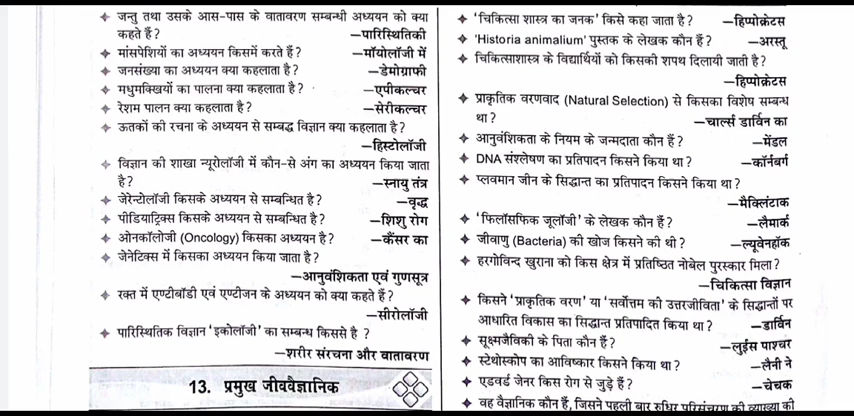 ❖ जन्तु तथा उसके आस-पास के वातावरण सम्बन्धी अध्ययन को क्या
कहते हैं? —पारिस्थितिकी
❖ मांसपेशियों का अध्ययन किसमें करते हैं? —मॉयोलॉजी में
❖ जनसंख्या का अध्ययन क्या कहलाता है? —डेमोग्राफी
❖ मधुमक्खियों का पालना क्या कहलाता है? —एपीकल्चर
❖ रेशम पालन क्या कहलाता है? —सेरीकल्चर
❖ ऊतकों की रचना के अध्ययन से सम्बद्ध विज्ञान क्या कहलाता है?
—हिस्टोलॉजी
❖ विज्ञान की शाखा न्यूरोलॉजी में कौन-से अंग का अध्ययन किया जाता
है? —स्नायु तंत्र
❖ जेरेन्टोलॉजी किसके अध्ययन से सम्बन्धित है? —वृद्ध
❖ पीडियाट्रिक्स किसके अध्ययन से सम्बन्धित है? —शिशु रोग
❖ ओनकॉलोजी (Oncology) किसका अध्ययन है? —कैंसर का
❖ जेनेटिक्स में किसका अध्ययन किया जाता है?
—आनुवंशिकता एवं गुणसूत्र
❖ रक्त में एण्टीबॉडी एवं एण्टीजन के अध्ययन को क्या कहते हैं?
—सीरोलॉजी
❖ पारिस्थितिक विज्ञान 'इकोलॉजी' का सम्बन्ध किससे है ?
—शरीर संरचना और वातावरण
13. प्रमुख जीववैज्ञानिक
❖ 'चिकित्सा शास्त्र का जनक' किसे कहा जाता है? —हिप्पोक्रेटस
❖ 'Historia animalium' पुस्तक के लेखक कौन हैं? —अरस्तू
❖ चिकित्साशास्त्र के विद्यार्थियों को किसकी शपथ दिलायी जाती है?
—हिप्पोक्रेटस
❖ प्राकृतिक वरणवाद (Natural Selection) से किसका विशेष सम्बन्ध
था? —चार्ल्स डार्विन का
❖ आनुवंशिकता के नियम के जन्मदाता कौन हैं? —मेंडल
❖ DNA संश्लेषण का प्रतिपादन किसने किया था? —कॉर्नबर्ग
❖ प्लवमान जीन के सिद्धान्त का प्रतिपादन किसने किया था?
—मैक्लिंटाक
❖ 'फिलॉसफिक जूलॉजी' के लेखक कौन हैं? —लैमार्क
❖ जीवाणु (Bacteria) की खोज किसने की थी? —ल्यूवेनहॉक
❖ हरगोविन्द खुराना को किस क्षेत्र में प्रतिष्ठित नोबेल पुरस्कार मिला?
—चिकित्सा विज्ञान
❖ किसने 'प्राकृतिक वरण' या 'सर्वोत्तम की उत्तरजीविता' के सिद्धान्तों पर
आधारित विकास का सिद्धान्त प्रतिपादित किया था? —डार्विन
❖ सूक्ष्मजैविकी के पिता कौन हैं? —लुईस पाश्चर
❖ स्टेथोस्कोप का आविष्कार किसने किया था? —लैनी ने
❖ एडवर्ड जेनर किस रोग से जुड़े हैं? —चेचक
❖ वह वैज्ञानिक कौन हैं, जिसने पहली बार रुधिर परिसंचरण की व्याख्या की